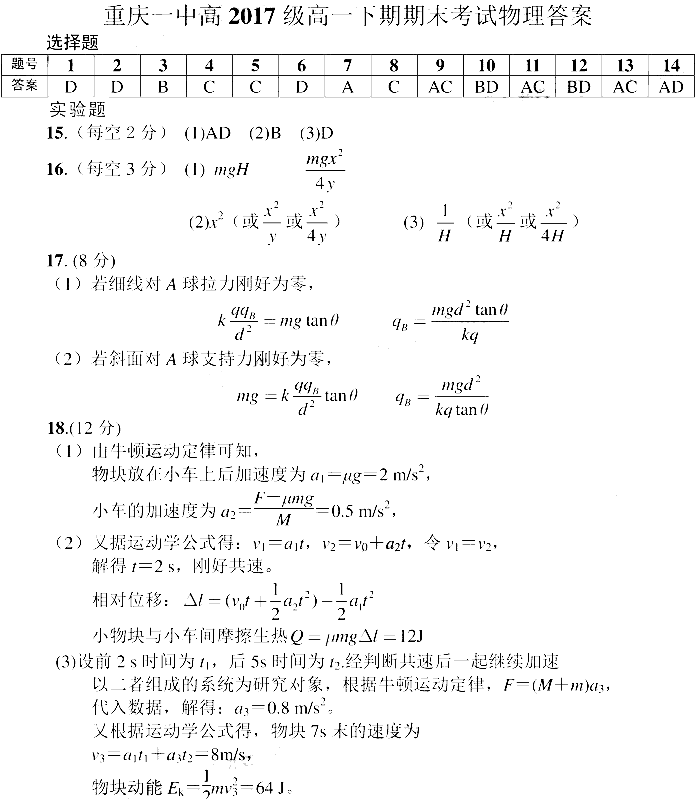 重庆一中高2017级高一下期期末考试物理答案
选择题
题号 1 2 3 4 5 6 7 8 9 10 11 12 13 14
答案 D D B C C D A C AC BD AC BD AC AD
实验题
15.（每空2分） (1)AD (2)B (3)D
16.（每空3分） (1) mgH mgx²/4y
(2)x²（或x²/y或x²/4y） (3) 1/H（或x²/H或x²/4H）
17. (8分)
（1）若细线对A球拉力刚好为零，
k qq_B/d² = mg tanθ q_B = mgd² tanθ/kq
（2）若斜面对A球支持力刚好为零，
mg = k qq_B/d² tanθ q_B = mgd²/kq tanθ
18.(12分)
（1）由牛顿运动定律可知，
物块放在小车上后加速度为a₁=μg=2 m/s²，
小车的加速度为a₂=F-μmg/M=0.5 m/s²，
（2）又据运动学公式得：v₁=a₁t，v₂=v₀+a₂t，令v₁=v₂，
解得t=2 s，刚好共速。
相对位移：Δl=(v₀t+1/2a₂t²)-1/2a₁t²
小物块与小车间摩擦生热Q=μmgΔl=12J
(3)设前2 s时间为t₁，后5s时间为t₂.经判断共速后一起继续加速
以二者组成的系统为研究对象，根据牛顿运动定律，F=(M+m)a₃，
代入数据，解得：a₃=0.8 m/s²。
又根据运动学公式得，物块7s末的速度为
v₃=a₁t₁+a₃t₂=8m/s，
物块动能E_k=1/2mv₃²=64 J。